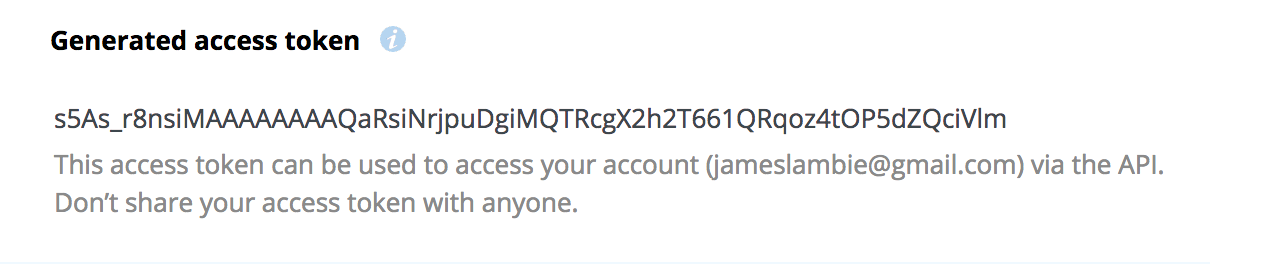 Generated access token
s5As_r8nsiMAAAAAAAAQaRsiNrjpuDgiMQTRcgX2h2T661QRqoz4tOP5dZQciVlm
This access token can be used to access your account (jameslambie@gmail.com) via the API.
Don’t share your access token with anyone.